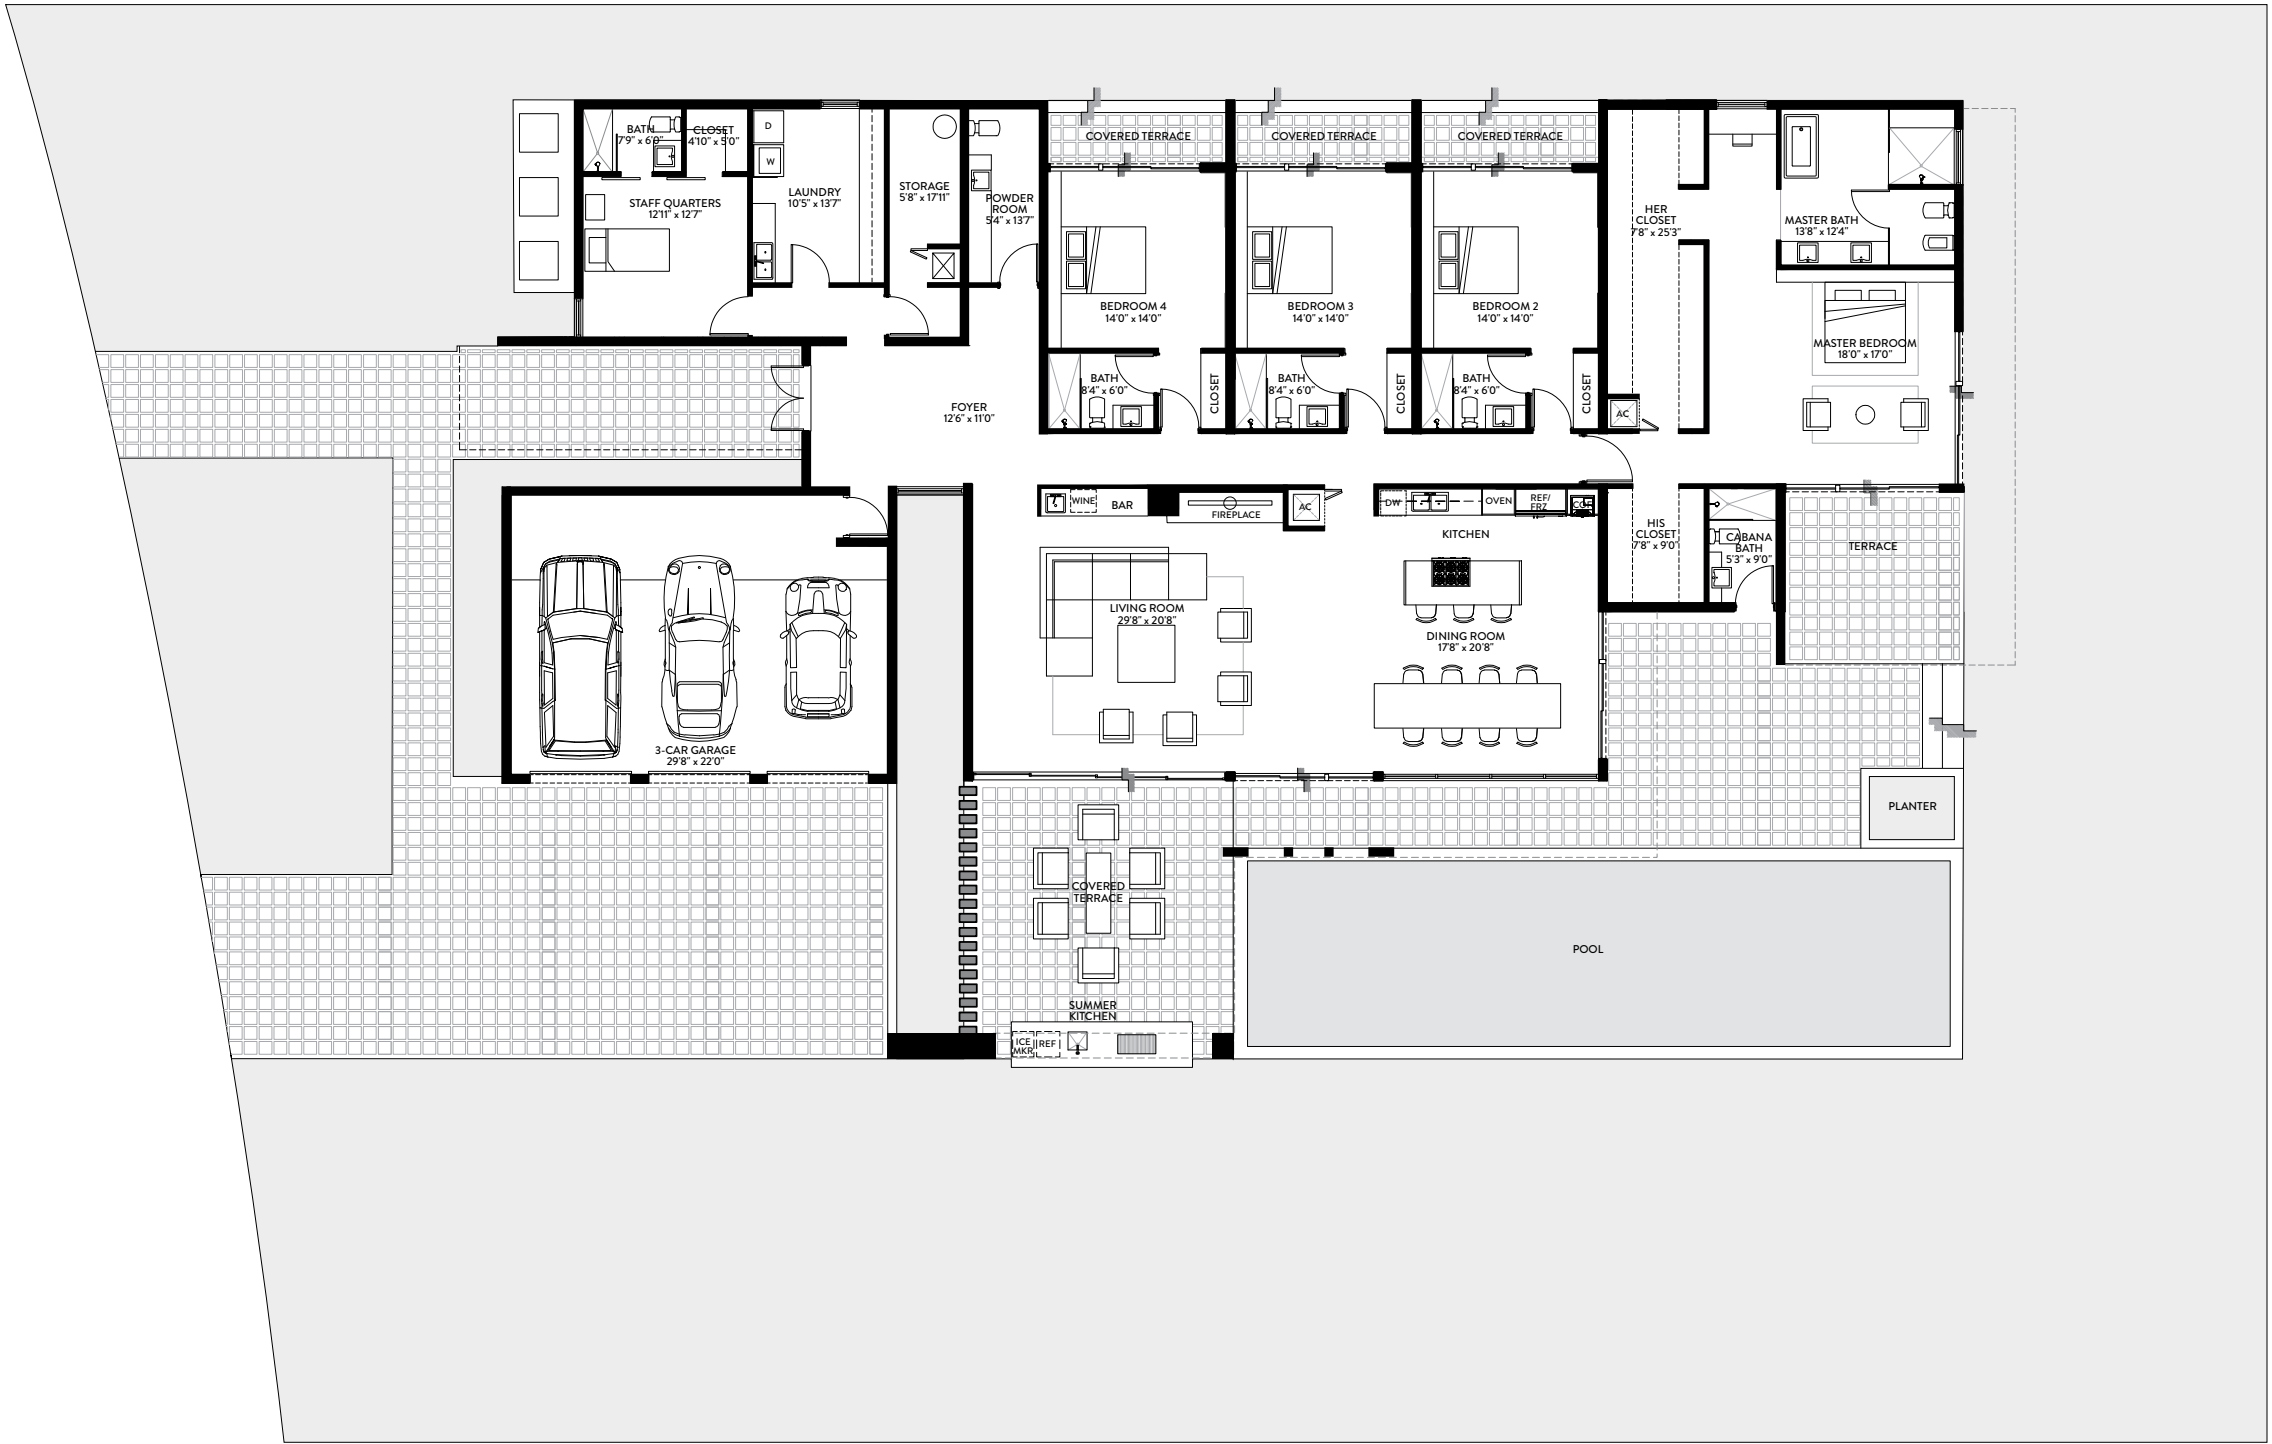 COVERED TERRACE
COVERED TERRACE
COVERED TERRACE
BATH
7'9" x 6'0"
CLOSET
4'10" x 5'0"
D
W
LAUNDRY
10'5" x 13'7"
STORAGE
5'8" x 17'11"
POWDER
ROOM
5'4" x 13'7"
STAFF QUARTERS
12'11" x 12'7"
HER
CLOSET
7'8" x 25'3"
MASTER BATH
13'8" x 12'4"
BEDROOM 4
14'0" x 14'0"
BEDROOM 3
14'0" x 14'0"
BEDROOM 2
14'0" x 14'0"
MASTER BEDROOM
18'0" x 17'0"
BATH
8'4" x 6'0"
CLOSET
BATH
8'4" x 6'0"
CLOSET
BATH
8'4" x 6'0"
CLOSET
AC
FOYER
12'6" x 11'0"
WINE
BAR
FIREPLACE
AC
DW
OVEN
REF/
FRZ
KITCHEN
HIS
CLOSET
7'8" x 9'0"
CABANA
BATH
5'3" x 9'0"
TERRACE
LIVING ROOM
29'8" x 20'8"
DINING ROOM
17'8" x 20'8"
3-CAR GARAGE
29'8" x 22'0"
PLANTER
COVERED
TERRACE
POOL
SUMMER
KITCHEN
ICE
MKR
REF